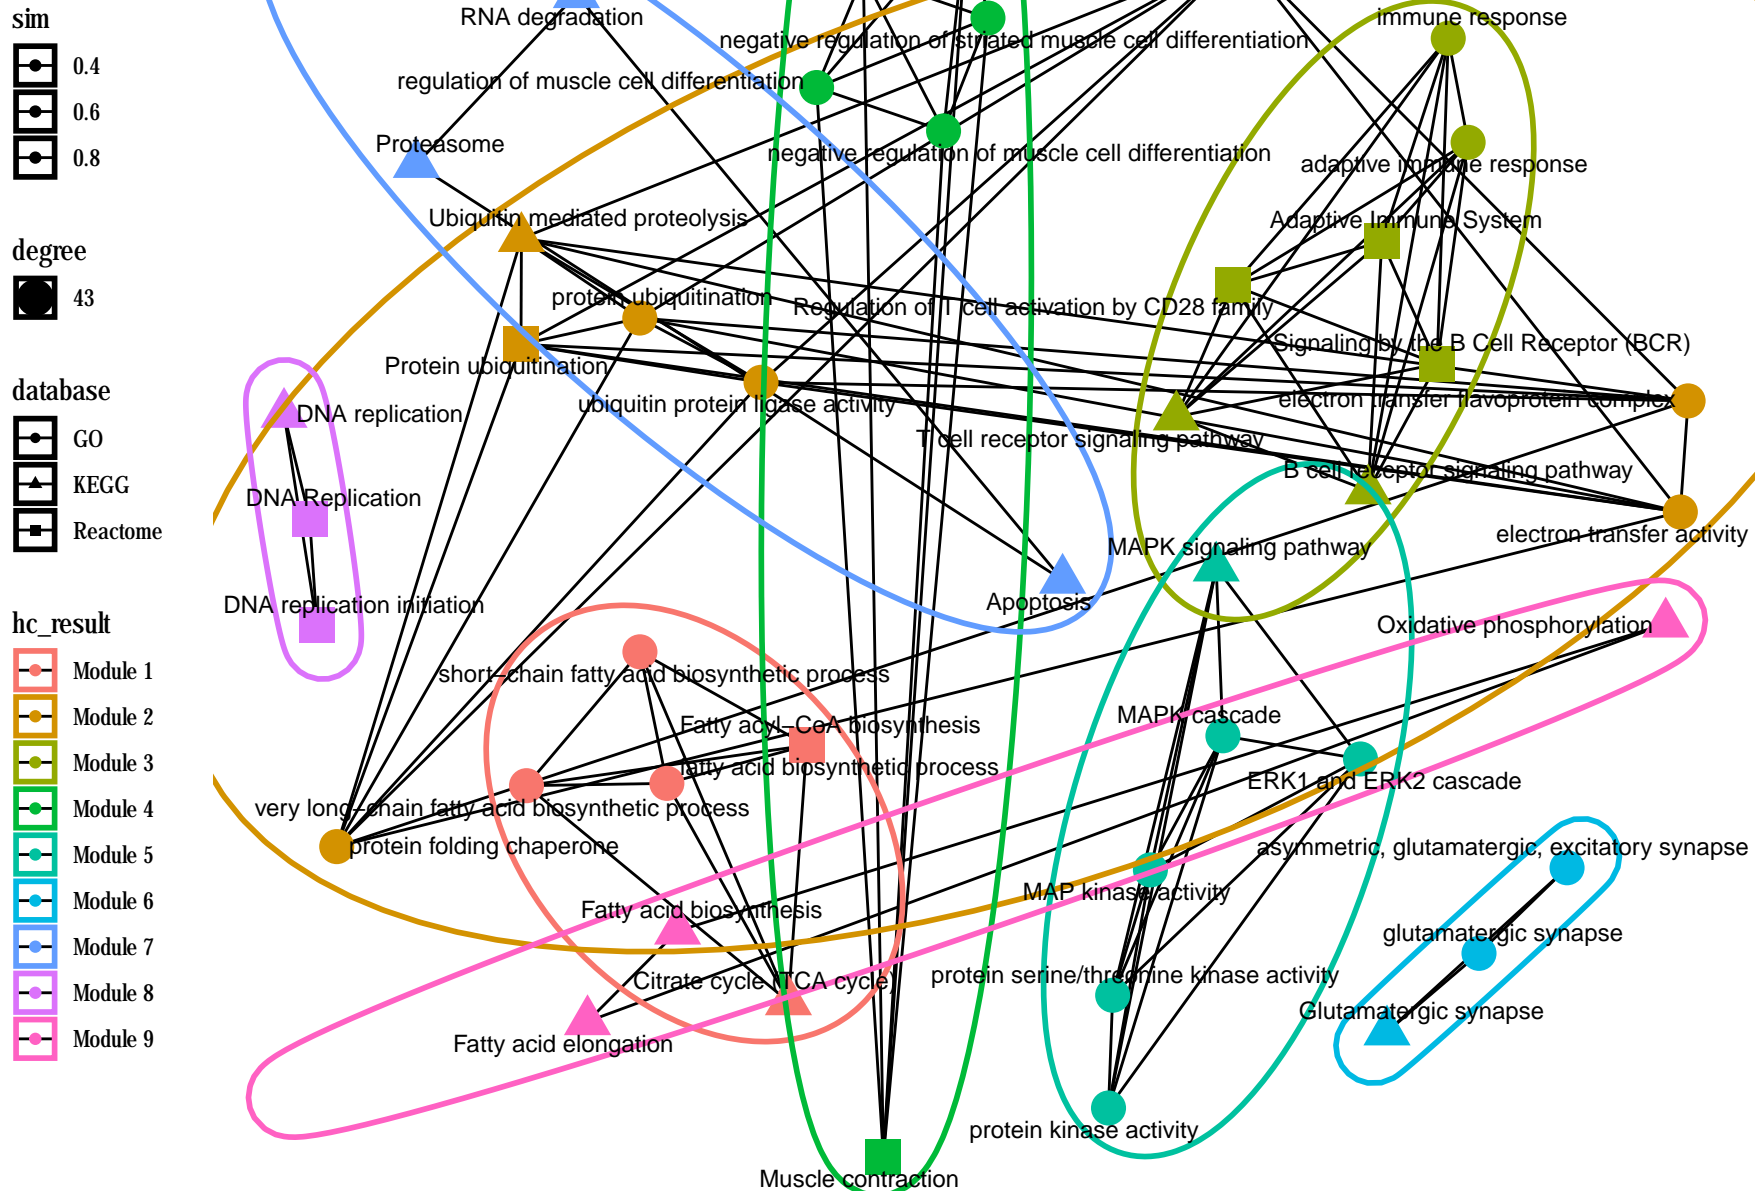 sim
0.4
0.6
0.8
degree
43
database
GO
KEGG
Reactome
hc_result
Module 1
Module 2
Module 3
Module 4
Module 5
Module 6
Module 7
Module 8
Module 9
RNA degradation
immune response
negative regulation of striated muscle cell differentiation
regulation of muscle cell differentiation
Proteasome
negative regulation of muscle cell differentiation
adaptive immune response
Ubiquitin mediated proteolysis
Adaptive Immune System
protein ubiquitination
Regulation of T cell activation by CD28 family
Signaling by the B Cell Receptor (BCR)
Protein ubiquitination
ubiquitin protein ligase activity
electron transfer flavoprotein complex
DNA replication
T cell receptor signaling pathway
B cell receptor signaling pathway
DNA Replication
electron transfer activity
MAPK signaling pathway
Apoptosis
DNA replication initiation
Oxidative phosphorylation
short−chain fatty acid biosynthetic process
MAPK cascade
Fatty acyl−CoA biosynthesis
fatty acid biosynthetic process
ERK1 and ERK2 cascade
very long−chain fatty acid biosynthetic process
protein folding chaperone
asymmetric, glutamatergic, excitatory synapse
MAP kinase activity
Fatty acid biosynthesis
glutamatergic synapse
protein serine/threonine kinase activity
Citrate cycle (TCA cycle)
Glutamatergic synapse
Fatty acid elongation
protein kinase activity
Muscle contraction